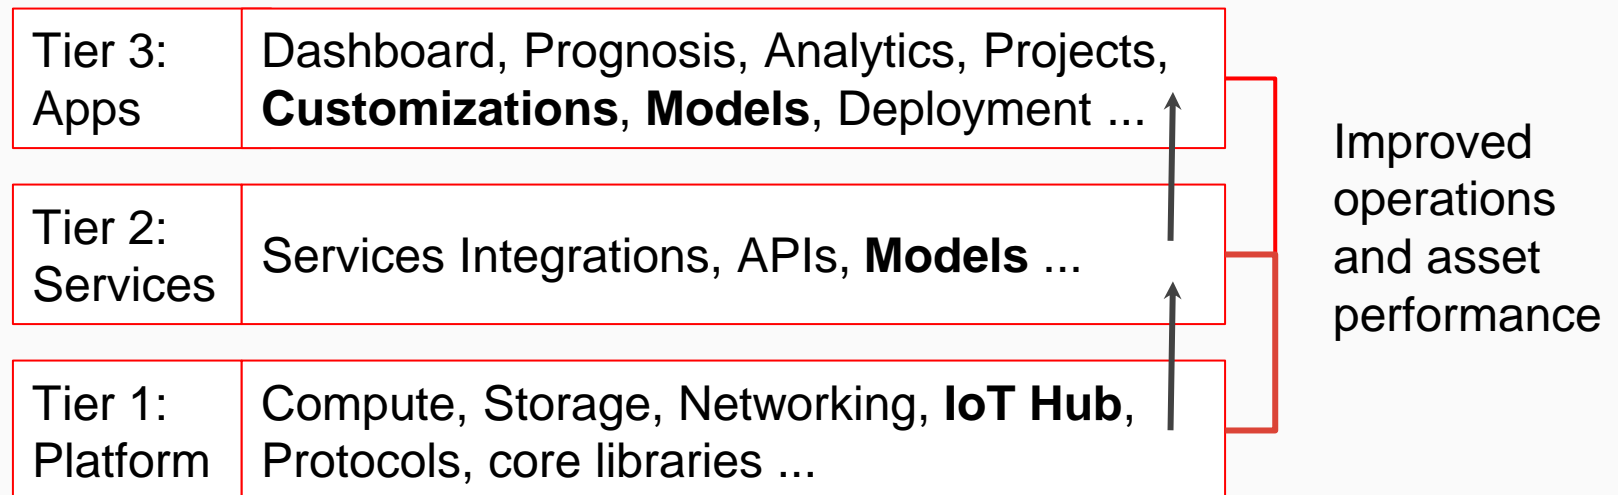 Tier 3:
Apps
Dashboard, Prognosis, Analytics, Projects,
Customizations, Models, Deployment ...
Tier 2:
Services
Services Integrations, APIs, Models ...
Tier 1:
Platform
Compute, Storage, Networking, IoT Hub,
Protocols, core libraries ...
Improved
operations
and asset
performance